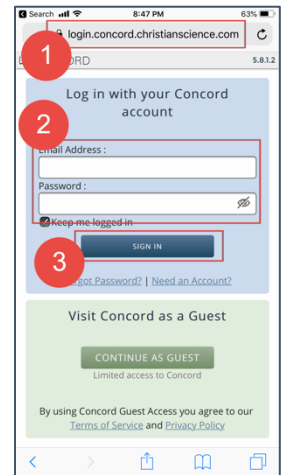 Search 8:47 PM 63%
login.concord.christianscience.com
1
ORD 5.8.1.2
Log in with your Concord
account
2
Email Address :
Password :
Keep me logged in
SIGN IN
3
got Password? | Need an Account?
Visit Concord as a Guest
CONTINUE AS GUEST
Limited access to Concord
By using Concord Guest Access you agree to our
Terms of Service and Privacy Policy